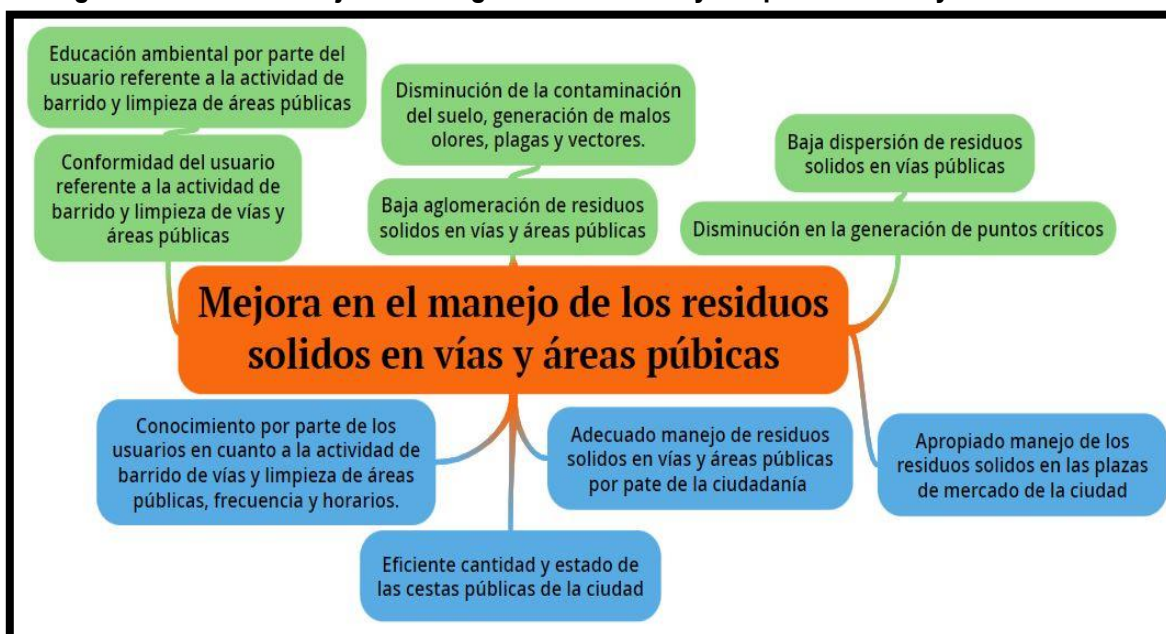 Educación ambiental por parte del
usuario referente a la actividad de
barrido y limpieza de áreas públicas
Conformidad del usuario
referente a la actividad de
barrido y limpieza de vías y
áreas públicas
Disminución de la contaminación
del suelo, generación de malos
olores, plagas y vectores.
Baja aglomeración de residuos
solidos en vías y áreas públicas
Baja dispersión de residuos
solidos en vías públicas
Disminución en la generación de puntos críticos
Mejora en el manejo de los residuos
solidos en vías y áreas púbicas
Conocimiento por parte de los
usuarios en cuanto a la actividad de
barrido de vías y limpieza de áreas
públicas, frecuencia y horarios.
Adecuado manejo de residuos
solidos en vías y áreas públicas
por pate de la ciudadanía
Apropiado manejo de los
residuos solidos en las plazas
de mercado de la ciudad
Eficiente cantidad y estado de
las cestas públicas de la ciudad